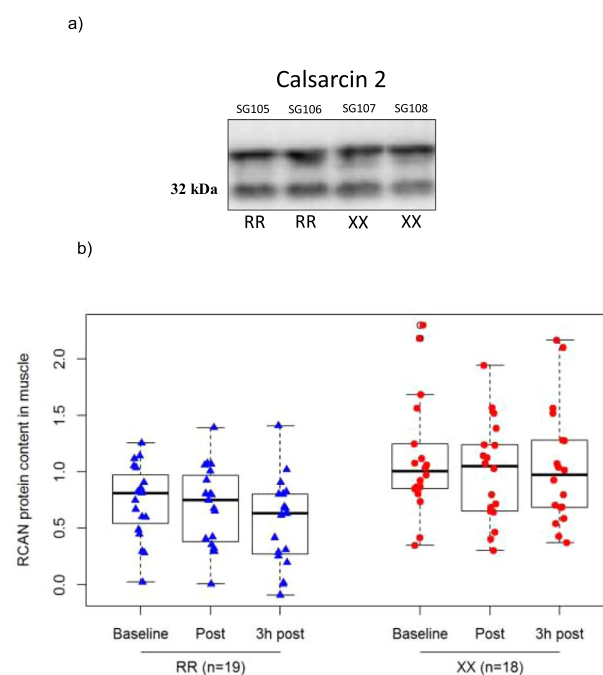 a)
Calsarcin 2
SG105 SG106 SG107 SG108
32 kDa
RR RR XX XX
b)
RCAN protein content in muscle
2.0
1.5
1.0
0.5
0.0
Baseline Post 3h post Baseline Post 3h post
RR (n=19) XX (n=18)